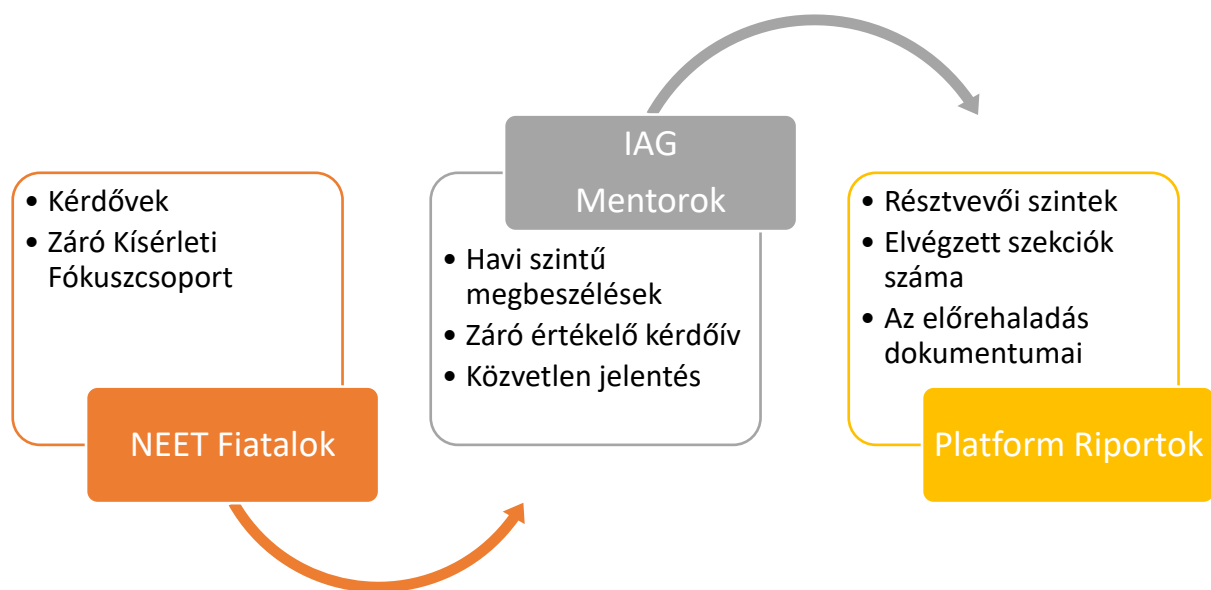 • Kérdővek
• Záró Kísérleti
Fókuszcsoport
NEET Fiatalok
IAG
Mentorok
• Havi szintű
megbeszélések
• Záró értékelő kérdőív
• Közvetlen jelentés
• Résztvevői szintek
• Elvégzett szekciók
száma
• Az előrehaladás
dokumentumai
Platform Riportok